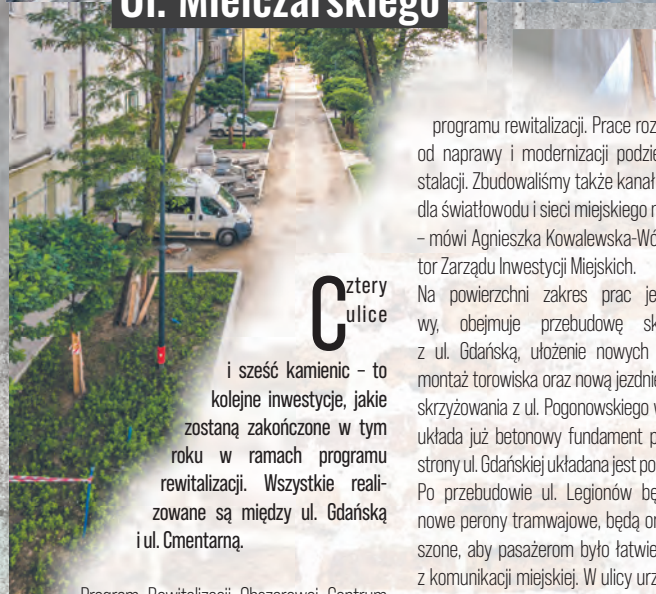 Ul. Mielczarskiego
Cztery
ulice
i sześć kamienic – to
kolejne inwestycje, jakie
zostaną zakończone w tym
roku w ramach programu
rewitalizacji. Wszystkie reali-
zowane są między ul. Gdańską
i ul. Cmentarną.
Program Rewitalizacji Obszarowej Centrum
programu rewitalizacji. Prace roz
od naprawy i modernizacji podzie
stalacji. Zbudowaliśmy także kanał
dla światłowodu i sieci miejskiego
– mówi Agnieszka Kowalewska-Wó
tor Zarządu Inwestycji Miejskich.
Na powierzchni zakres prac je
wy, obejmuje przebudowę sk
z ul. Gdańską, ułożenie nowych
montaż torowiska oraz nową jezdnię
skrzyżowania z ul. Pogonowskiego w
układa już betonowy fundament p
strony ul. Gdańskiej układana jest po
Po przebudowie ul. Legionów bę
nowe perony tramwajowe, będą
szone, aby pasażerom było łatwie
z komunikacji miejskiej. W ulicy urz